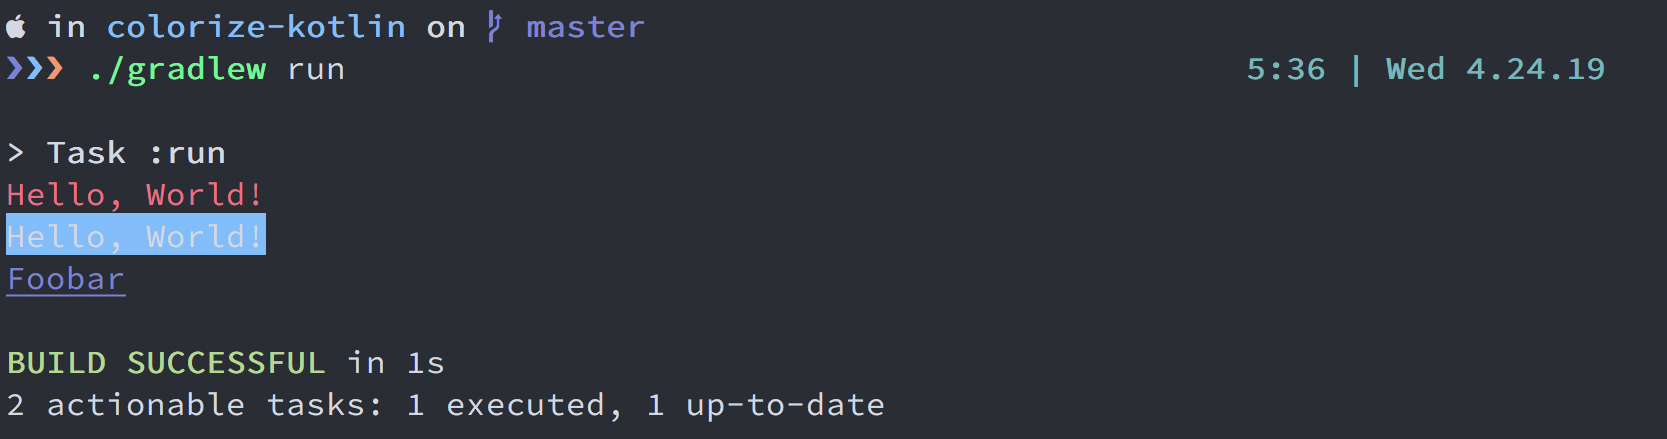 in colorize-kotlin on master
❯❯❯ ./gradlew run 5:36 | Wed 4.24.19
> Task :run
Hello, World!
Hello, World!
Foobar
BUILD SUCCESSFUL in 1s
2 actionable tasks: 1 executed, 1 up-to-date